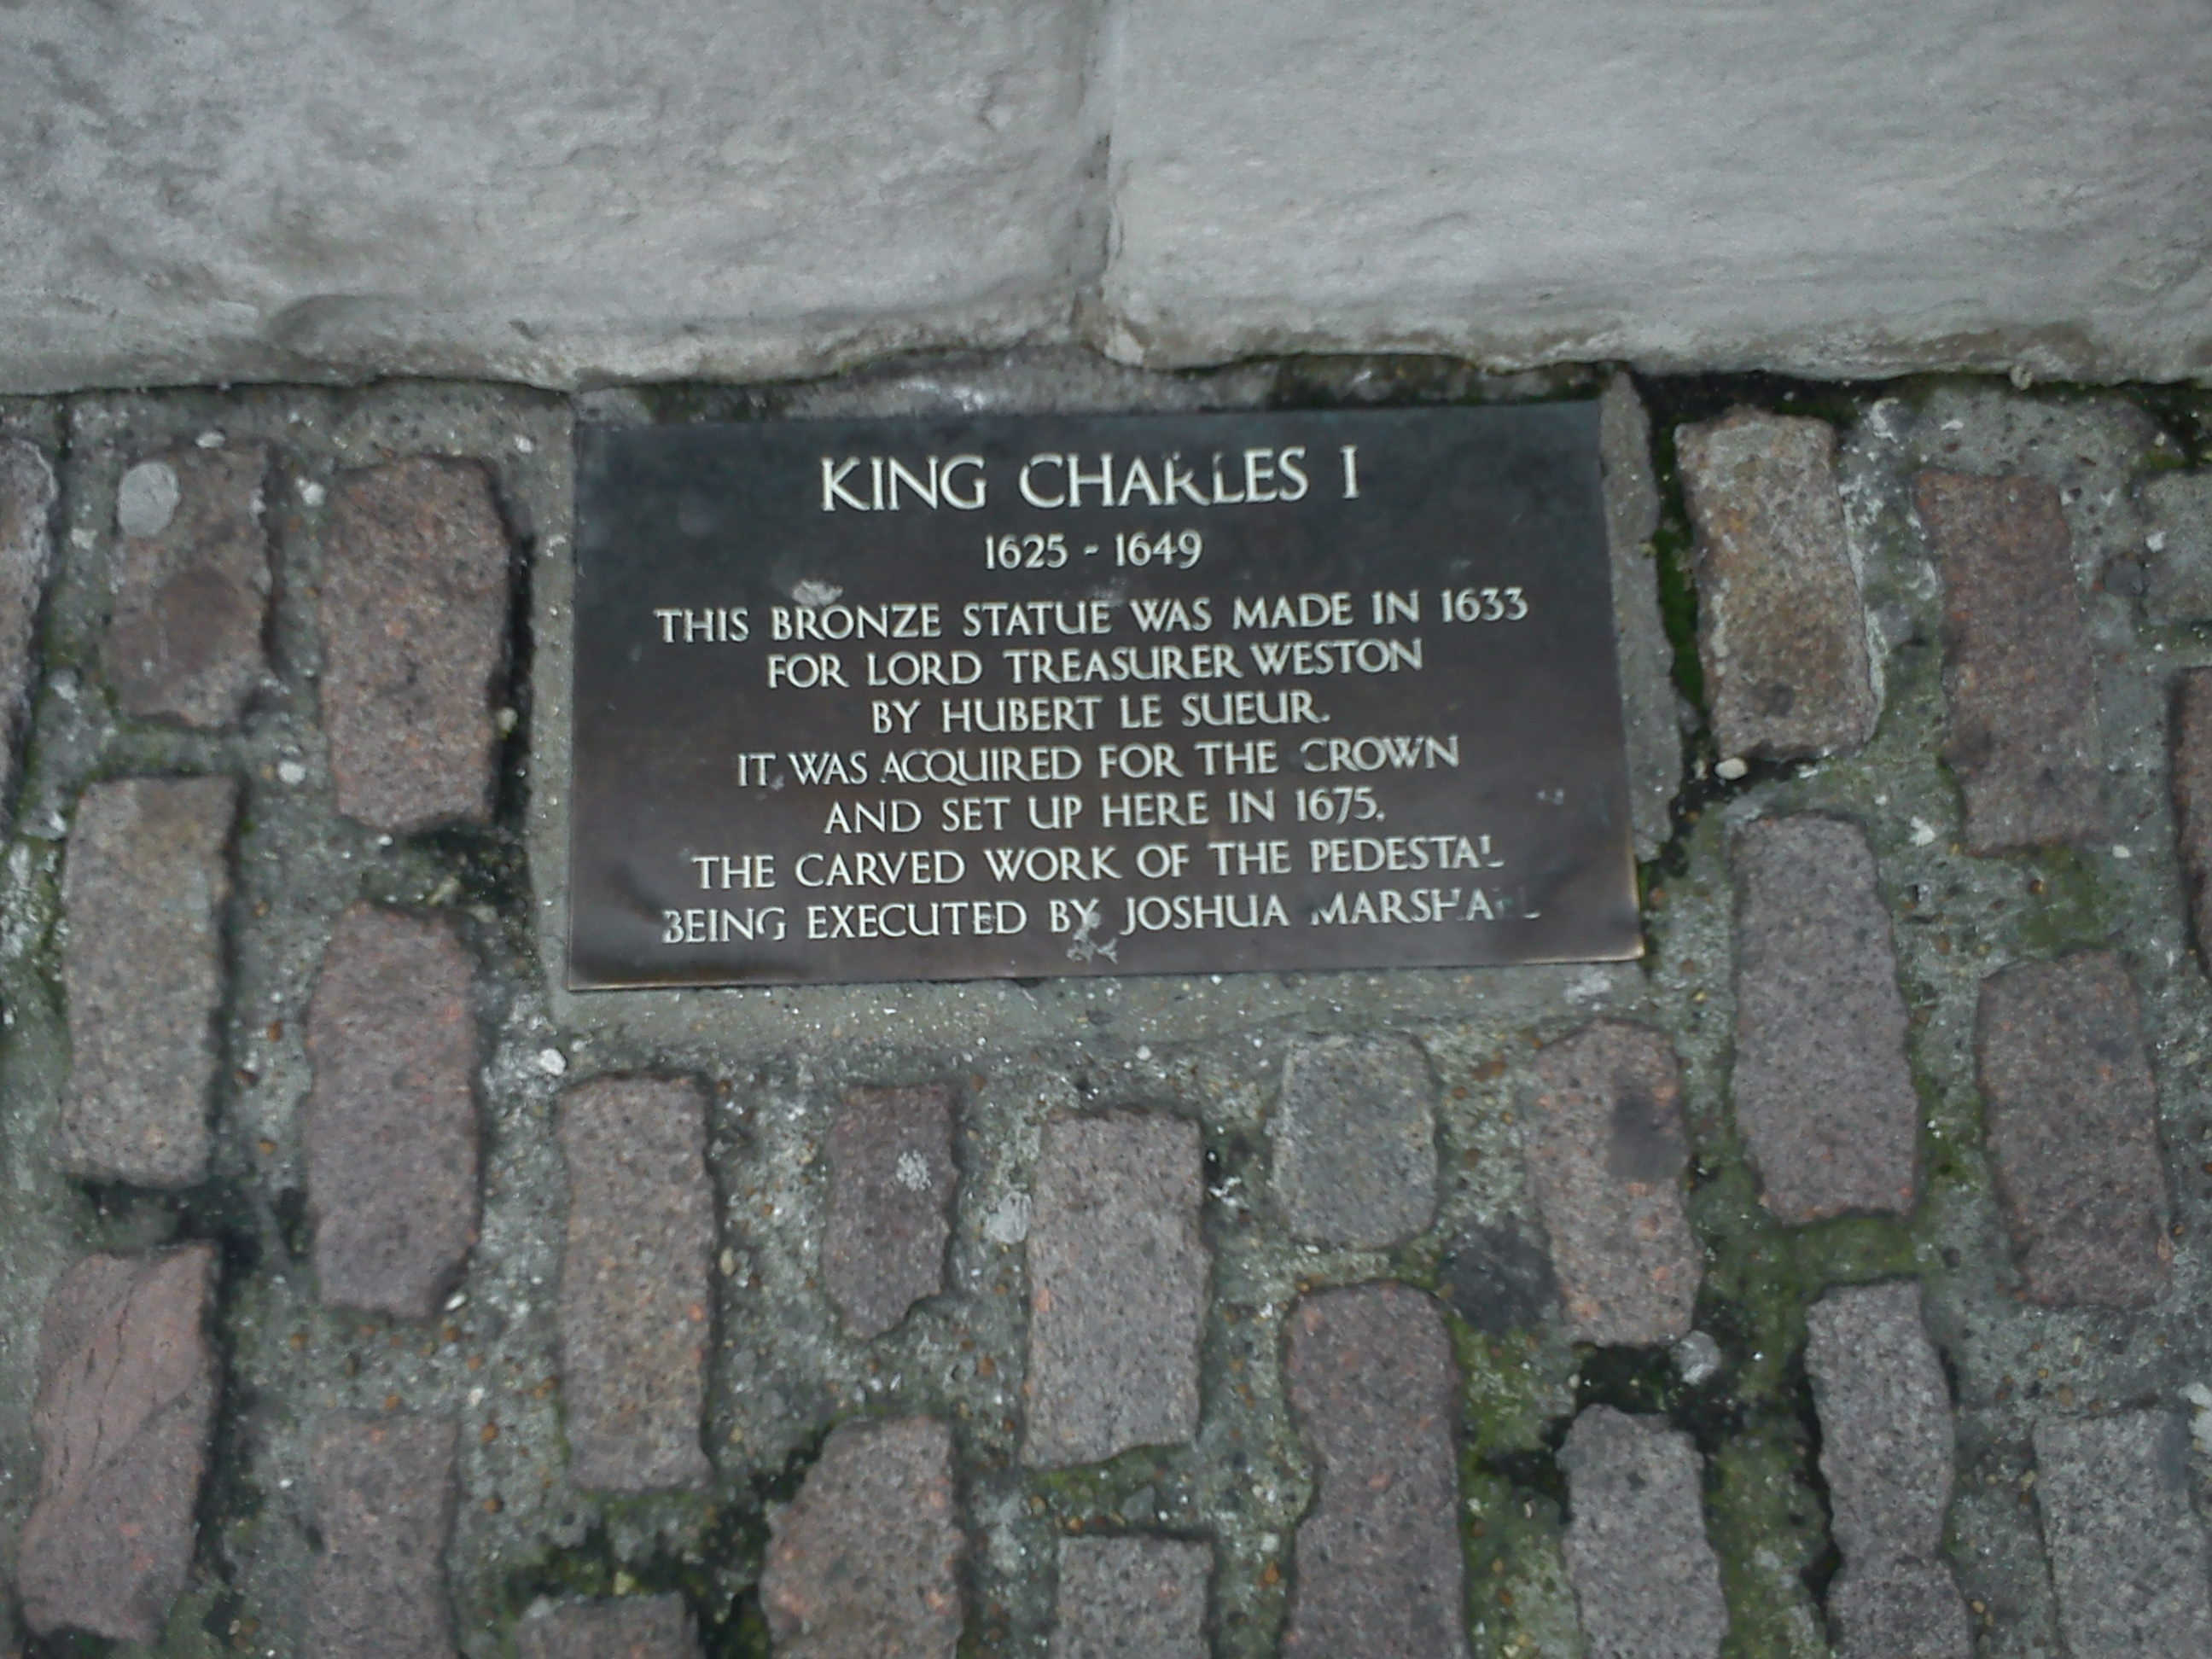 KING CHARLES I
1625 - 1649
THIS BRONZE STATUE WAS MADE IN 1633
FOR LORD TREASURER WESTON
BY HUBERT LE SUEUR.
IT WAS ACQUIRED FOR THE CROWN
AND SET UP HERE IN 1675,
THE CARVED WORK OF THE PEDESTAL
BEING EXECUTED BY JOSHUA MARSHALL